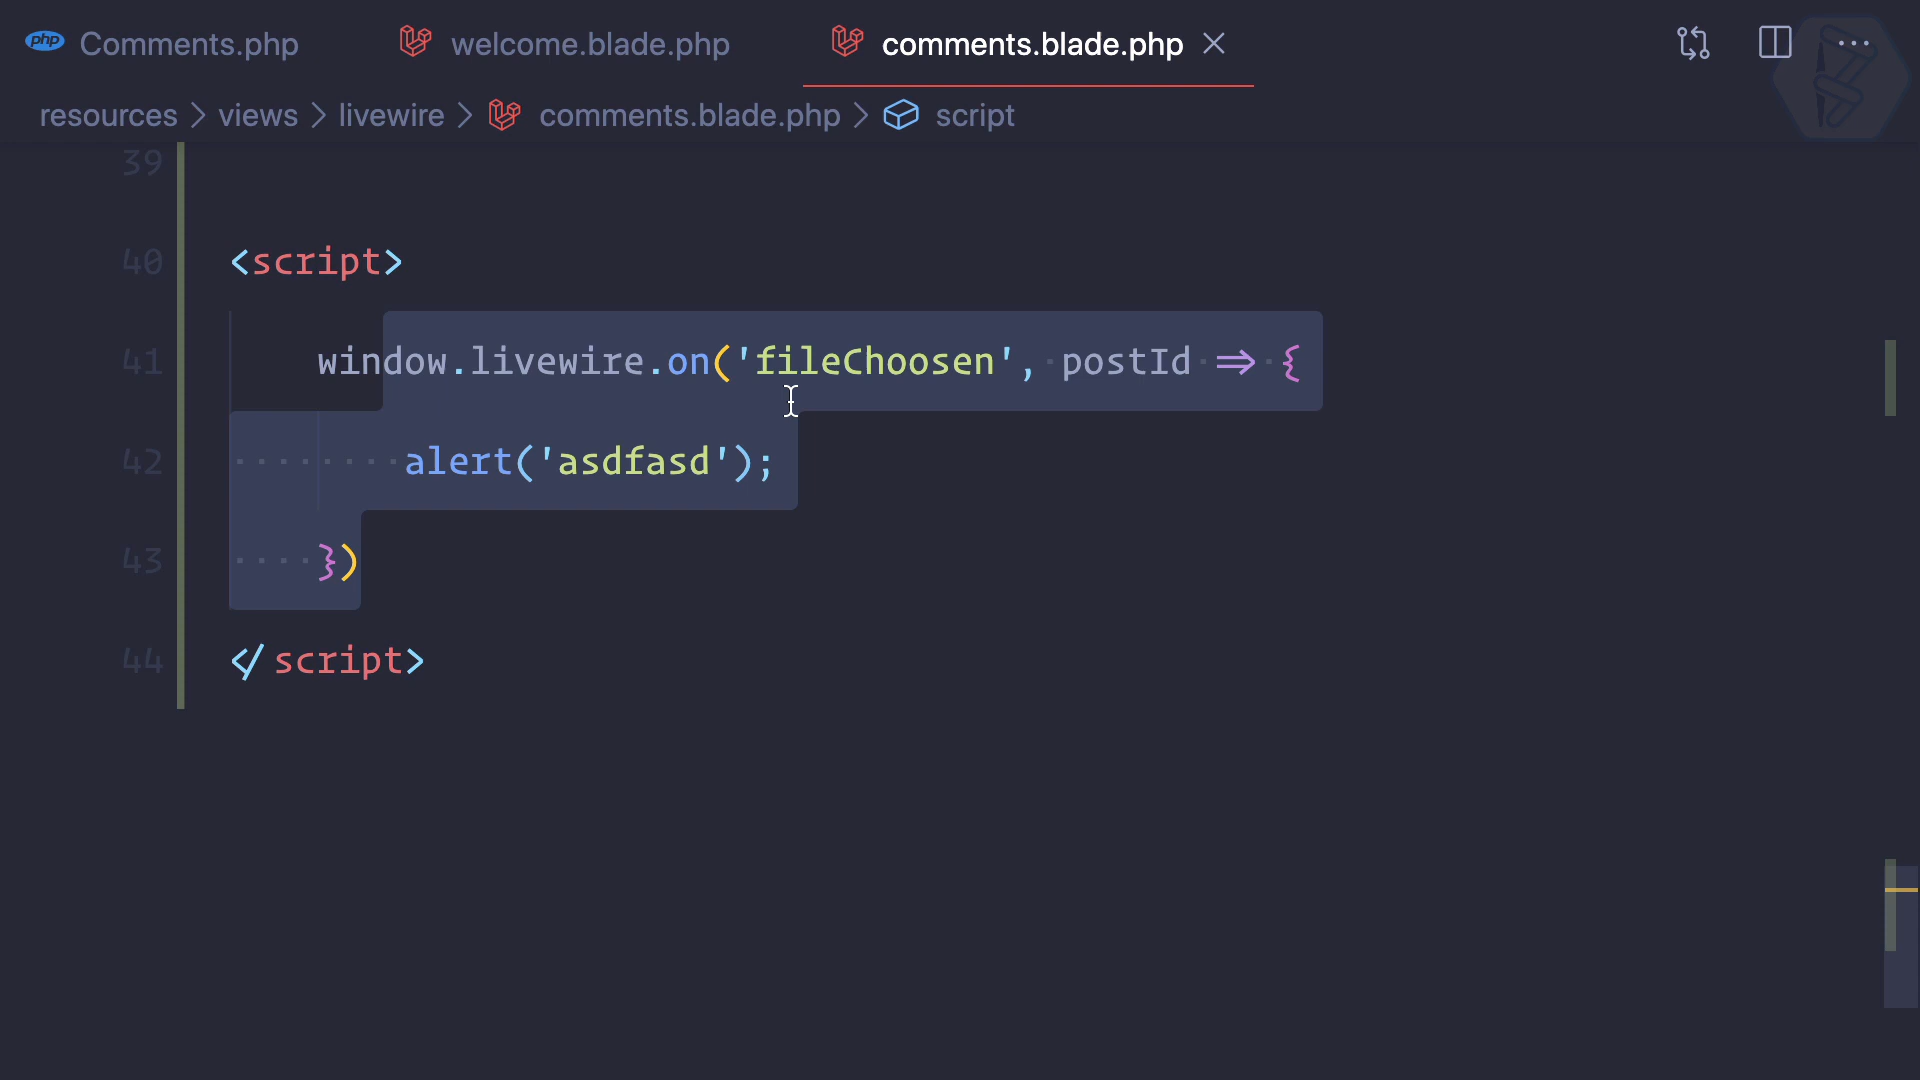 php Comments.php welcome.blade.php comments.blade.php
resources > views > livewire > comments.blade.php > script
39
40 <script>
41 window.livewire.on('fileChoosen', postId => {
42 alert('asdfasd');
43 })
44 </script>